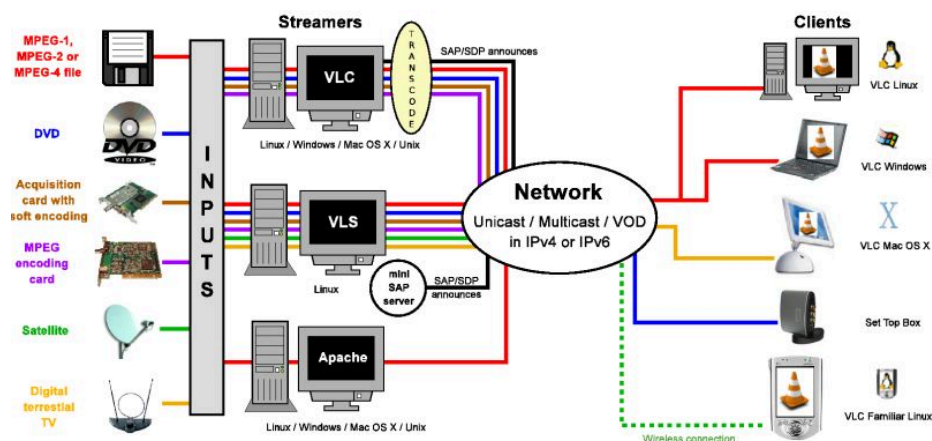 Streamers
Clients
MPEG-1,
MPEG-2 or
MPEG-4 file
DVD
DVD
VIDEO
Acquisition
card with
soft encoding
MPEG
encoding
card
Satellite
Digital
terrestial
TV
INPUTS
VLC
TRANSCODE
SAP/SDP announces
Linux / Windows / Mac OS X / Unix
VLS
Linux
mini
SAP
server
SAP/SDP
announces
Apache
Linux / Windows / Mac OS X / Unix
Network
Unicast / Multicast / VOD
in IPv4 or IPv6
VLC Linux
VLC Windows
X
VLC Mac OS X
Set Top Box
VLC Familiar Linux
Wireless connection